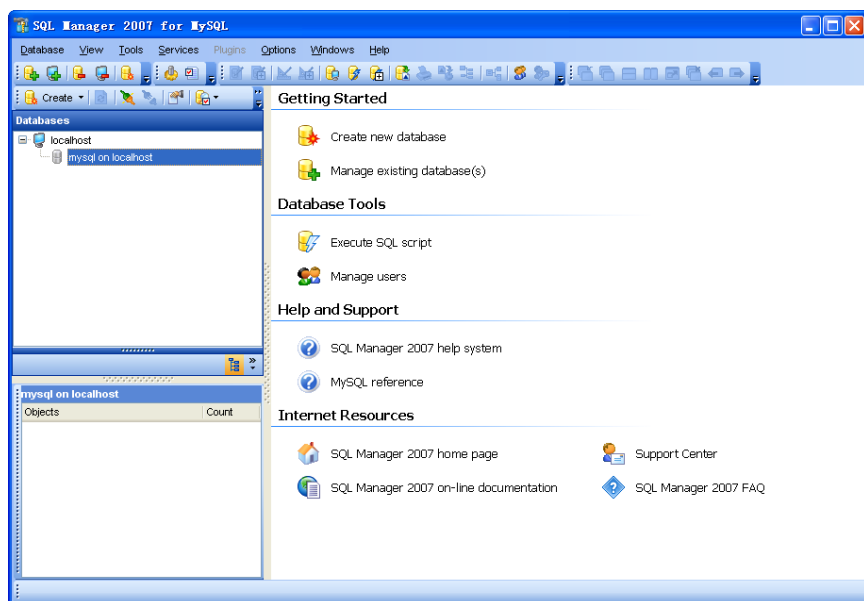 SQL Manager 2007 for MySQL
Database View Tools Services Plugins Options Windows Help
Create
Databases
localhost
mysql on localhost
mysql on localhost
Objects Count
Getting Started
Create new database
Manage existing database(s)
Database Tools
Execute SQL script
Manage users
Help and Support
SQL Manager 2007 help system
MySQL reference
Internet Resources
SQL Manager 2007 home page Support Center
SQL Manager 2007 on-line documentation SQL Manager 2007 FAQ